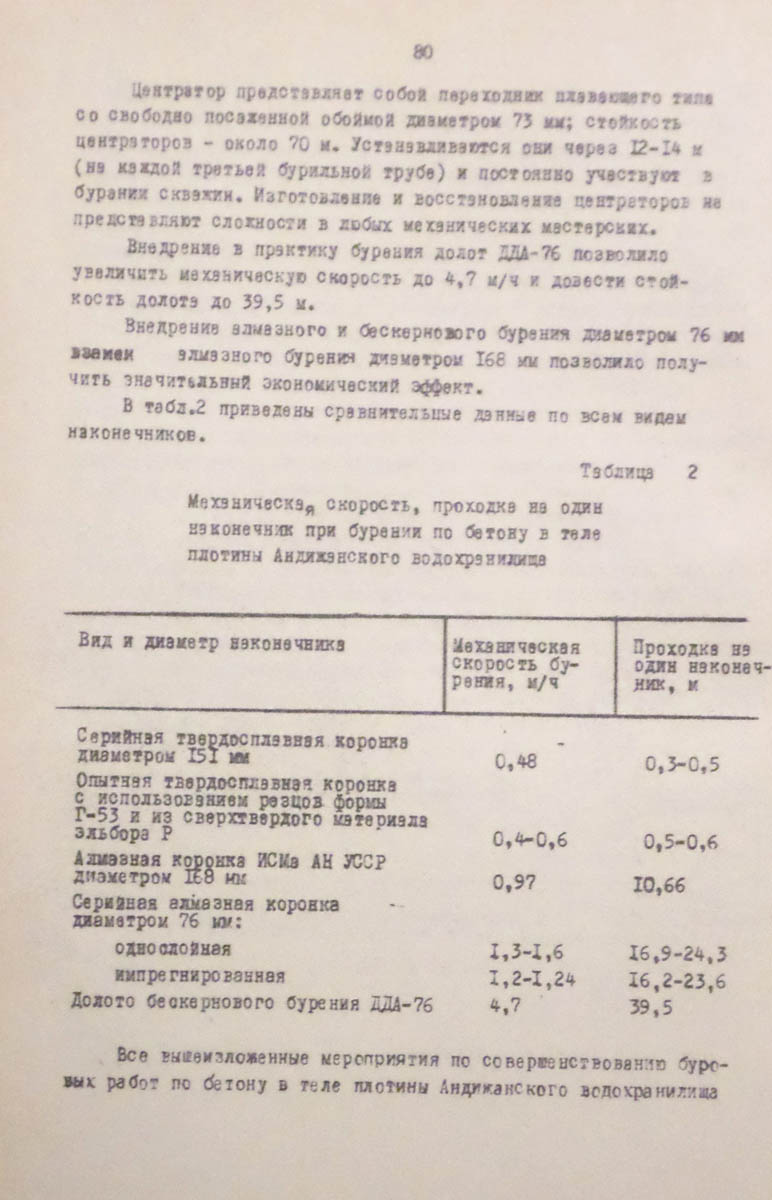 80
Центратор представляет собой переходник плавающего типа
со свободно посаженной обоймой диаметром 73 мм; стойкость
центраторов - около 70 м. Устанавливаются они через 12-14 м
(на каждой третьей бурильной трубе) и постоянно участвуют в
бурении скважин. Изготовление и восстановление центраторов не
представляют сложности в любых механических мастерских.
Внедрение в практику бурения долот ДДА-76 позволило
увеличить механическую скорость до 4,7 м/ч и довести стой-
кость долота до 39,5 м.
Внедрение алмазного и бескернового бурения диаметром 76 мм
взамен алмазного бурения диаметром 168 мм позволило полу-
чить значительный экономический эффект.
В табл.2 приведены сравнительные данные по всем видам
наконечников.
Таблица 2
Механическая скорость, проходка на один
наконечник при бурении по бетону в теле
плотины Андижанского водохранилища
Вид и диаметр наконечника Механическая скорость бу- рения, м/ч Проходка на один наконеч- ник, м
Серийная твердосплавная коронка
диаметром 151 мм 0,48 0,3-0,5
Опытная твердосплавная коронка
с использованием резцов формы
Г-53 и из сверхтвердого материала
эльбора Р 0,4-0,6 0,5-0,6
Алмазная коронка ИСМа АН УССР
диаметром 168 мм 0,97 10,66
Серийная алмазная коронка
диаметром 76 мм:
однослойная 1,3-1,6 16,9-24,3
импрегнированная 1,2-1,24 16,2-23,6
Долото бескернового бурения ДДА-76 4,7 39,5
Все вышеизложенные мероприятия по совершенствованию буро-
вых работ по бетону в теле плотины Андижанского водохранилища